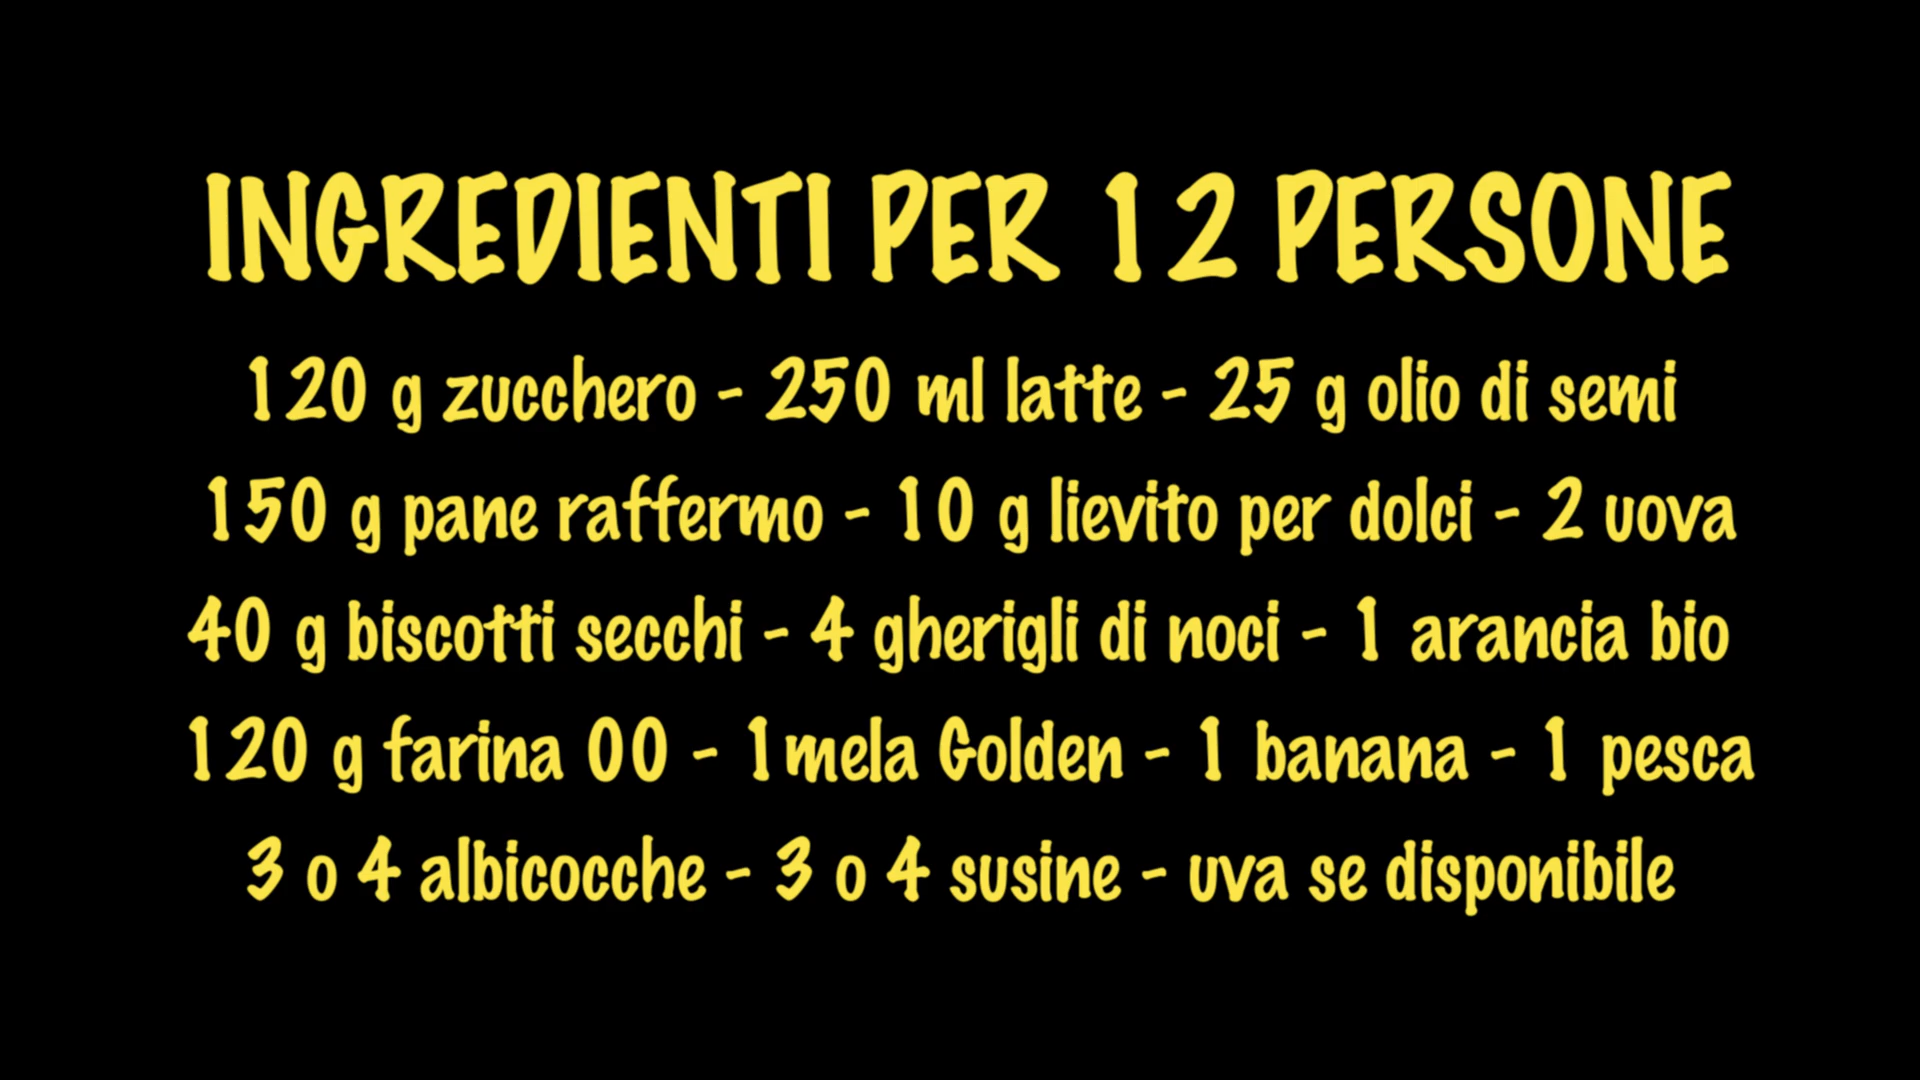 INGREDIENTI PER 12 PERSONE
120 g zucchero - 250 ml latte - 25 g olio di semi
150 g pane raffermo - 10 g lievito per dolci - 2 uova
40 g biscotti secchi - 4 gherigli di noci - 1 arancia bio
120 g farina 00 - 1mela Golden - 1 banana - 1 pesca
3 o 4 albicocche - 3 o 4 susine - uva se disponibile